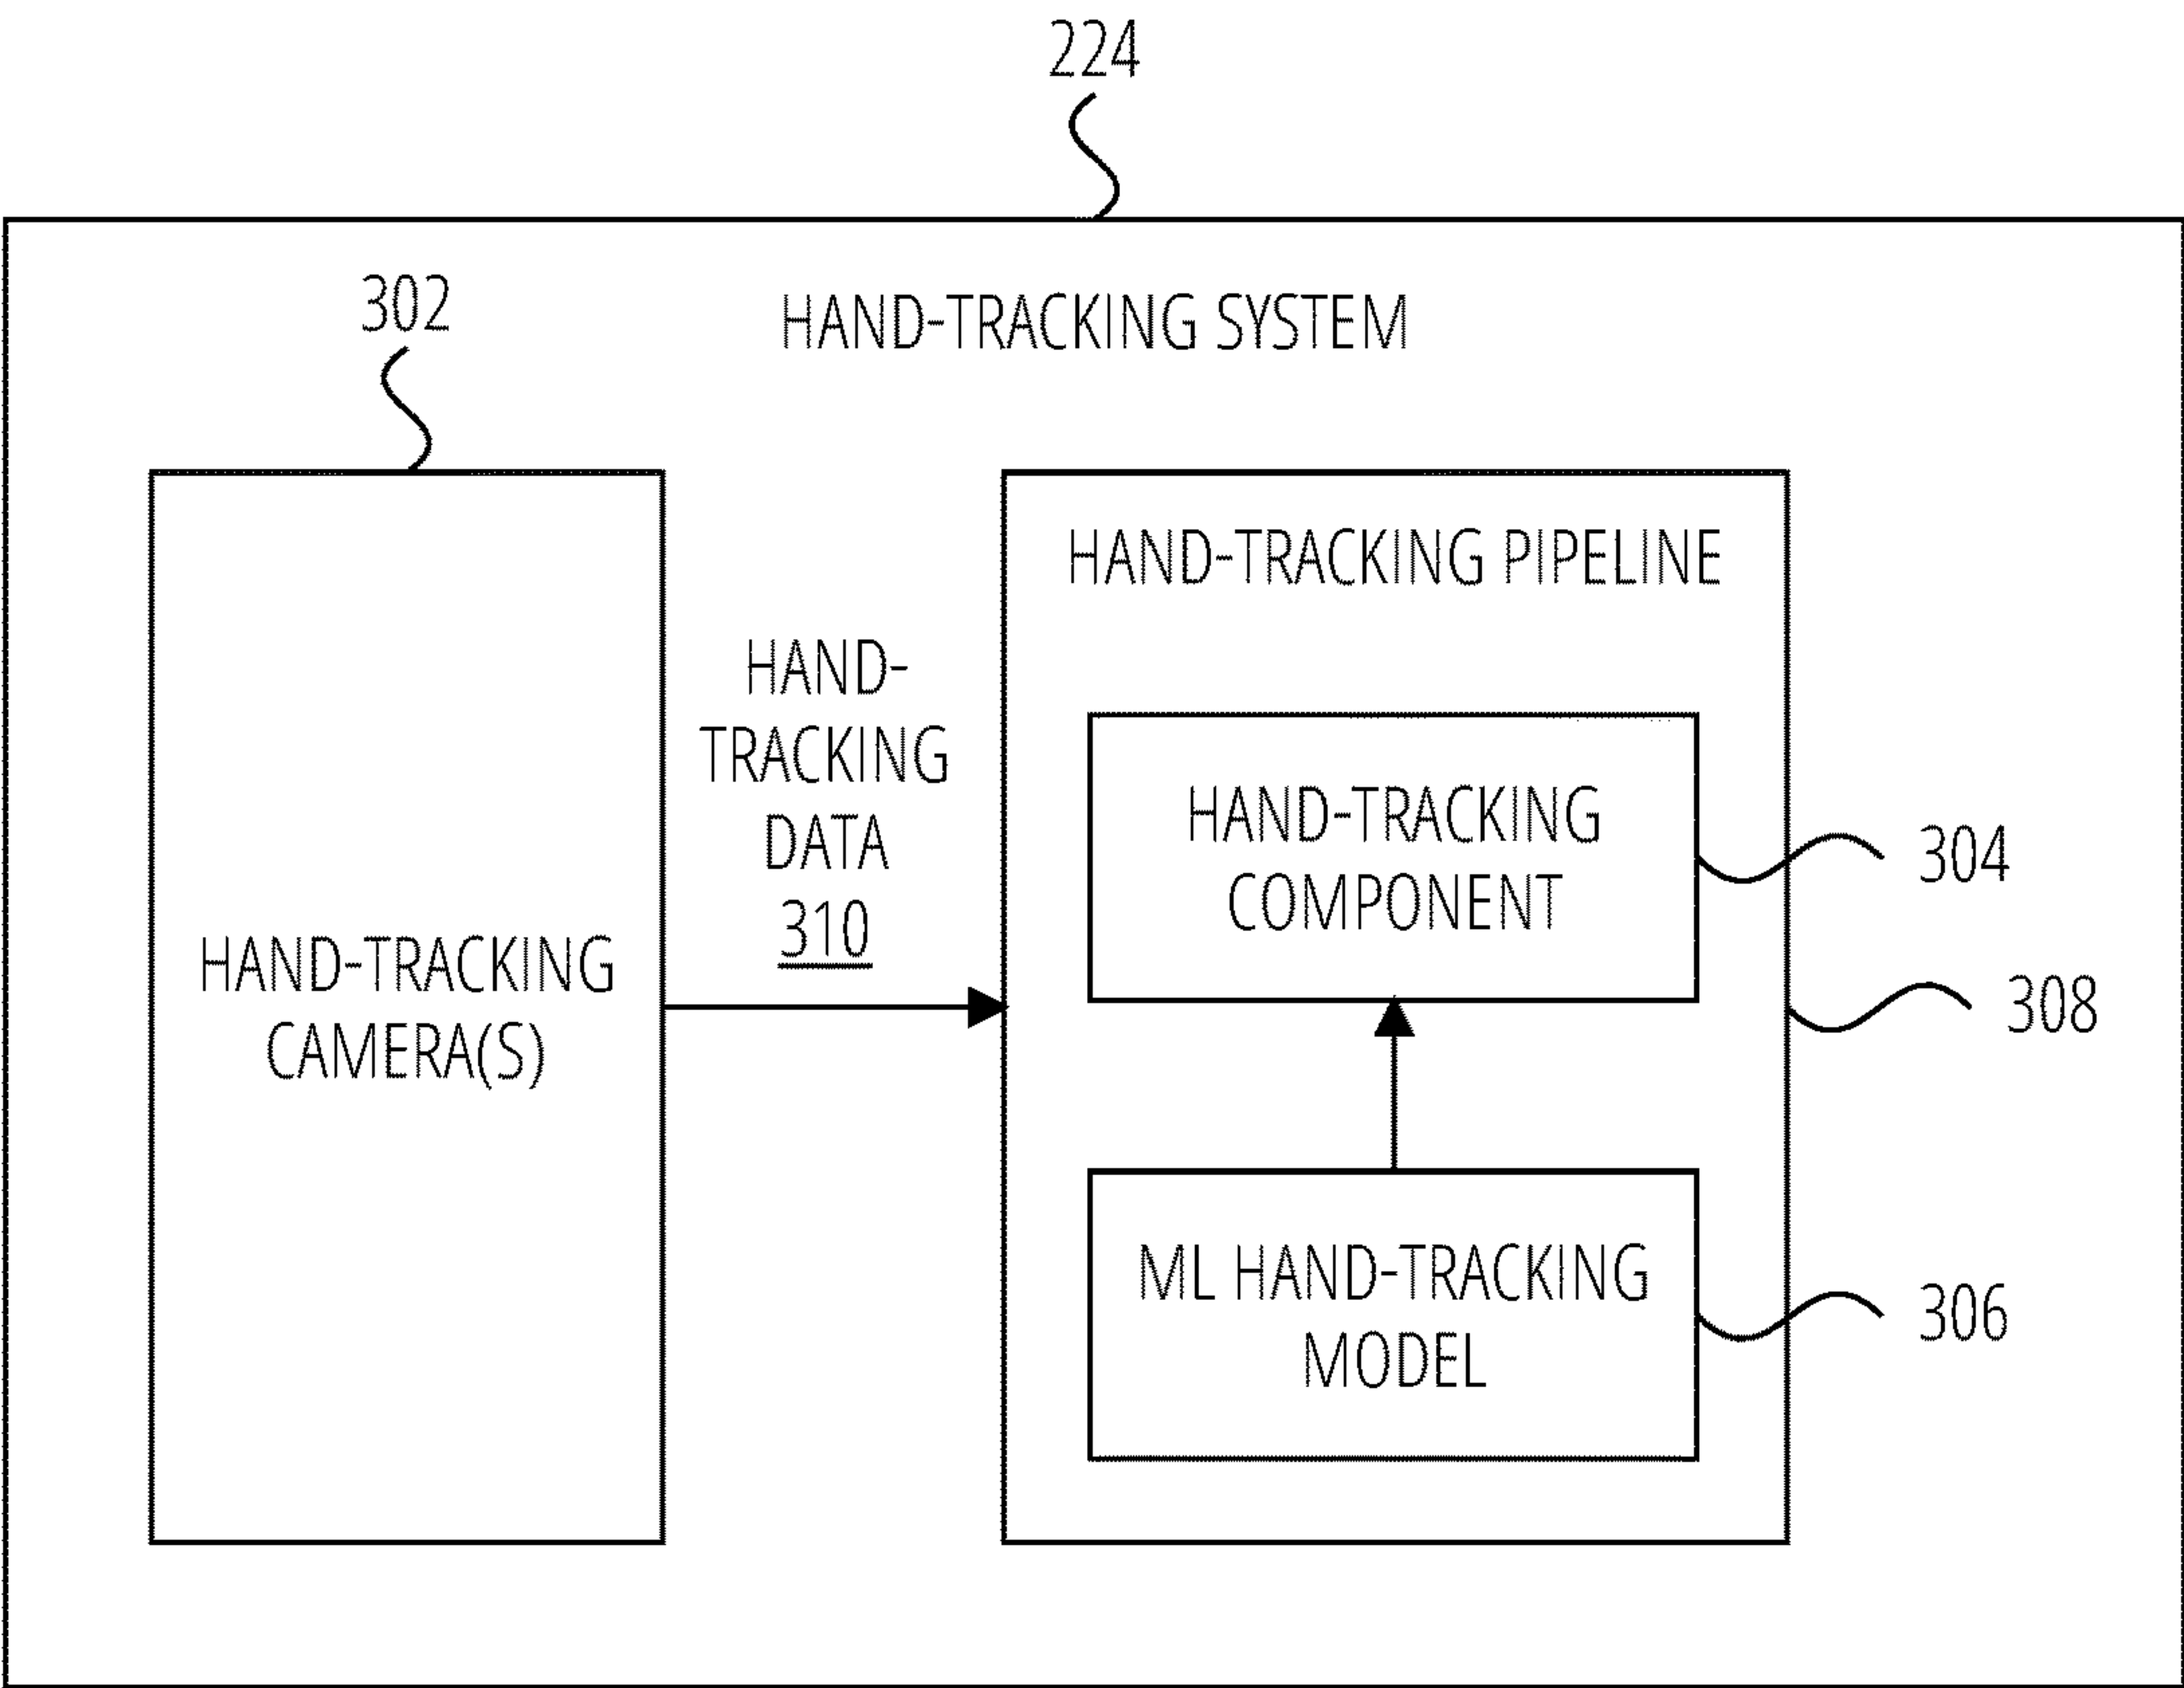 224
HAND-TRACKING SYSTEM
302
HAND-TRACKING
CAMERA(S)
HAND-
TRACKING
DATA
310
HAND-TRACKING PIPELINE
HAND-TRACKING
COMPONENT
304
308
ML HAND-TRACKING
MODEL
306